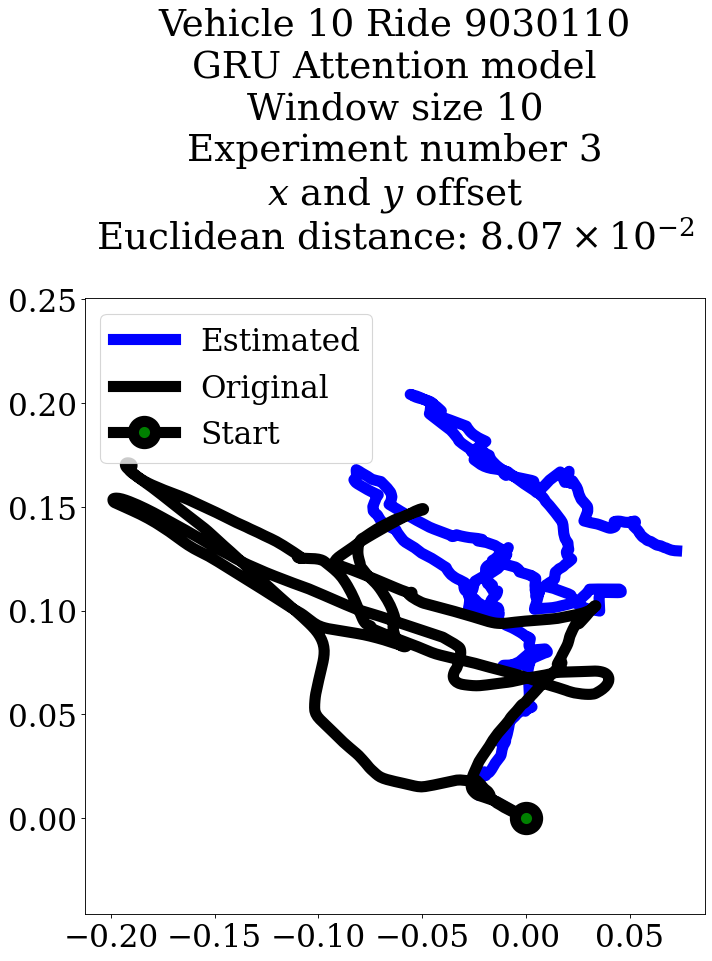 Vehicle 10 Ride 9030110
GRU Attention model
Window size 10
Experiment number 3
x and y offset
Euclidean distance: 8.07 × 10⁻²
0.25
Estimated
Original
Start
0.20
0.15
0.10
0.05
0.00
−0.20 −0.15 −0.10 −0.05 0.00 0.05